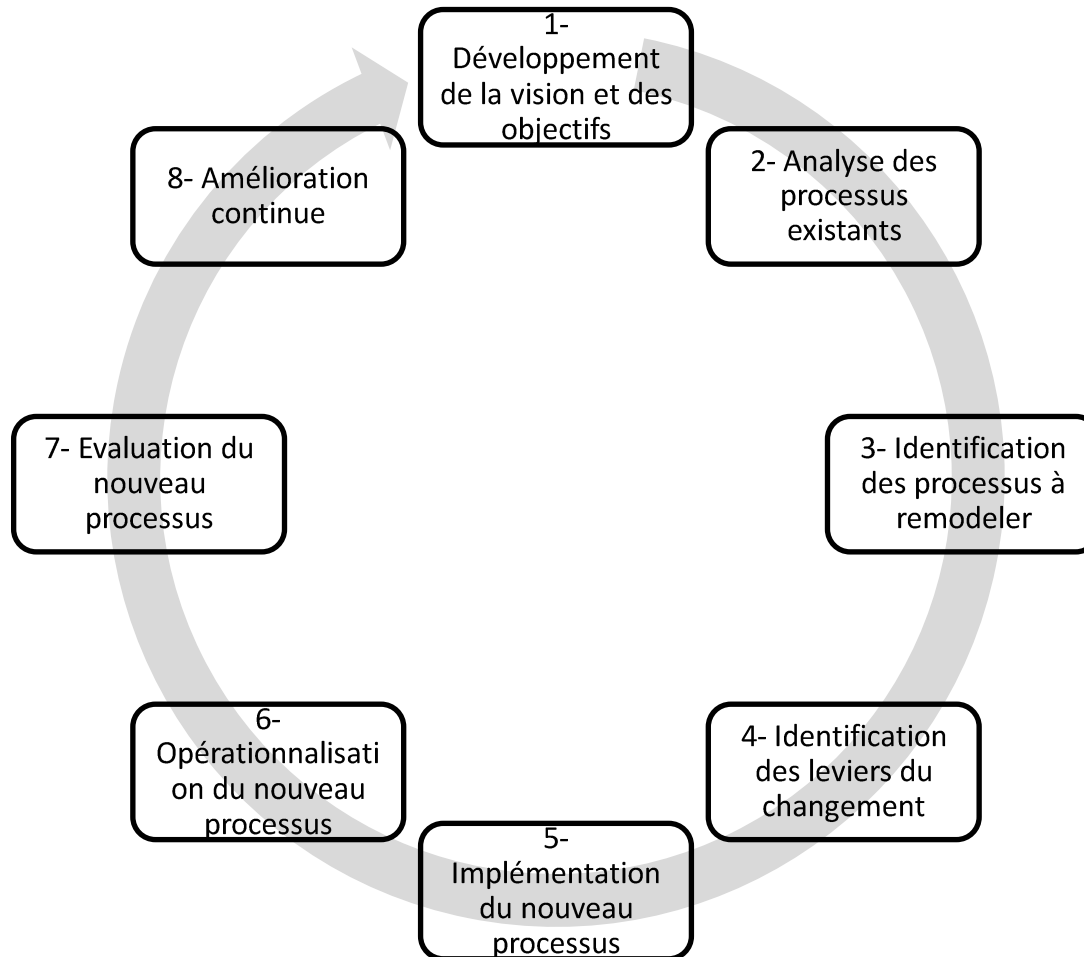 1-
Développement
de la vision et des
objectifs
2- Analyse des
processus
existants
3- Identification
des processus à
remodeler
4- Identification
des leviers du
changement
5-
Implémentation
du nouveau
processus
6-
Opérationnalisati
on du nouveau
processus
7- Evaluation du
nouveau
processus
8- Amélioration
continue